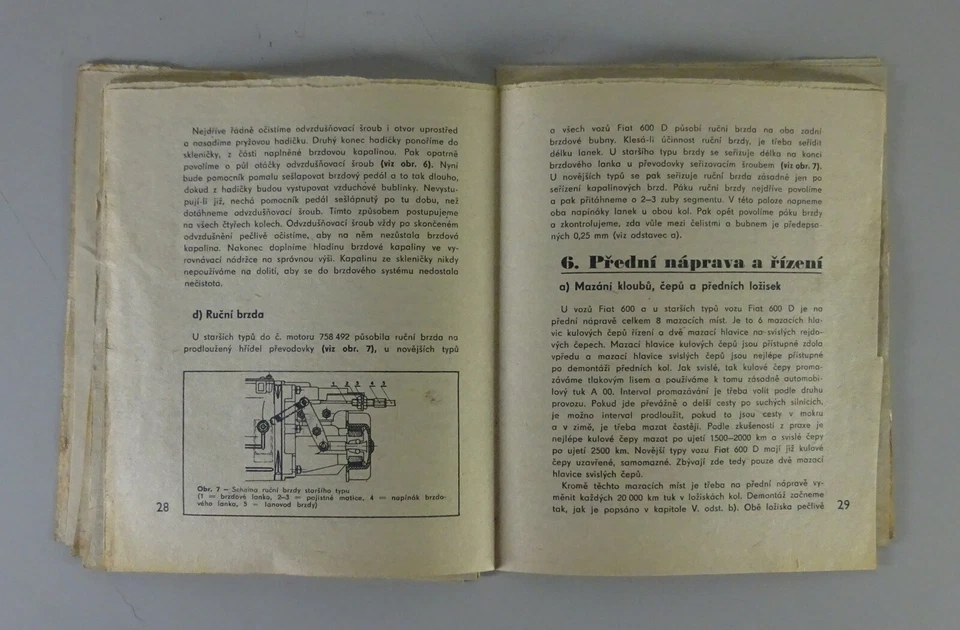 Nejdříve řádně očistíme odvzdušňovací šroub i otvor uprostřed
a nasadíme pryžovou hadičku. Druhý konec hadičky ponoříme do
skleničky, z části naplněné brzdovou kapalinou. Pak opatrně
povolíme o půl otáčky odvzdušňovací šroub (viz obr. 6). Nyní
bude pomocník pomalu sešlapovat brzdový pedál a to tak dlouho,
dokud z hadičky budou vystupovat vzduchové bublinky. Nevystu-
pují-li již, nechá pomocník pedál sešlápnutý po tu dobu, než
dotáhneme odvzdušňovací šroub. Tímto způsobem postupujeme
na všech čtyřech kolech. Odvzdušňovací šroub vždy po skončeném
odvzdušnění pečlivě očistíme, aby na něm nezůstala brzdová
kapalina. Nakonec doplníme hladinu brzdové kapaliny ve vy-
rovnávací nádržce na správnou výši. Kapalinu ze skleničky nikdy
nepoužíváme na dolití, aby se do brzdového systému nedostala
nečistota.
d) Ruční brzda
U starších typů do č. motoru 758 492 působila ruční brzda na
prodloužený hřídel převodovky (viz obr. 7), u novějších typů
1 2 3 4 5
Obr. 7 – Schéma ruční brzdy staršího typu
(1 = brzdové lanko, 2–3 = pojistné matice, 4 = napínák brzdo-
vého lanka, 5 – lanovod brzdy)
28
a všech vozů Fiat 600 D působí ruční brzda na oba zadní
brzdové bubny. Klesá-li účinnost ruční brzdy, je třeba seřídit
délku lanek. U staršího typu brzdy se seřizuje délka na konci
brzdového lanka u převodovky seřizovacím šroubem (viz obr. 7).
U novějších typů se pak seřizuje ruční brzda zásadně jen po
seřízení kapalinových brzd. Páku ruční brzdy nejdříve povolíme
a pak přitáhneme o 2–3 zuby segmentu. V této poloze napneme
oba napínáky lanek u obou kol. Pak opět povolíme páku brzdy
a zkontrolujeme, zda vůle mezi čelistmi a bubnem je předepsa-
ných 0,25 mm (viz odstavec a).
6. Přední náprava a řízení
a) Mazání kloubů, čepů a předních ložisek
U vozů Fiat 600 a u starších typů vozu Fiat 600 D je na
přední nápravě celkem 8 mazacích míst. Je to 6 mazacích hla-
vic kulových čepů řízení a dvě mazací hlavice na svislých rejdo-
vých čepech. Mazací hlavice kulových čepů jsou přístupné zdola
vpředu a mazací hlavice svislých čepů jsou nejlépe přístupné
po demontáži předních kol. Jak svislé, tak kulové čepy proma-
záváme tlakovým lisem a používáme k tomu zásadně automobi-
lový tuk A 00. Interval promazávání je třeba volit podle druhu
provozu. Pokud jde převážně o delší cesty po suchých silnicích,
je možno interval prodloužit, pokud to jsou cesty v mokru
a v zimě, je třeba mazat častěji. Podle zkušeností z praxe je
nejlépe kulové čepy mazat po ujetí 1500–2000 km a svislé čepy
po ujetí 2500 km. Novější typy vozu Fiat 600 D mají již kulové
čepy uzavřené, samomazné. Zbývají zde tedy pouze dvě mazací
hlavice svislých čepů.
Kromě těchto mazacích míst je třeba na přední nápravě vy-
měnit každých 20 000 km tuk v ložiskách kol. Demontáž začneme
tak, jak je popsáno v kapitole V. odst. b). Obě ložiska pečlivě
29